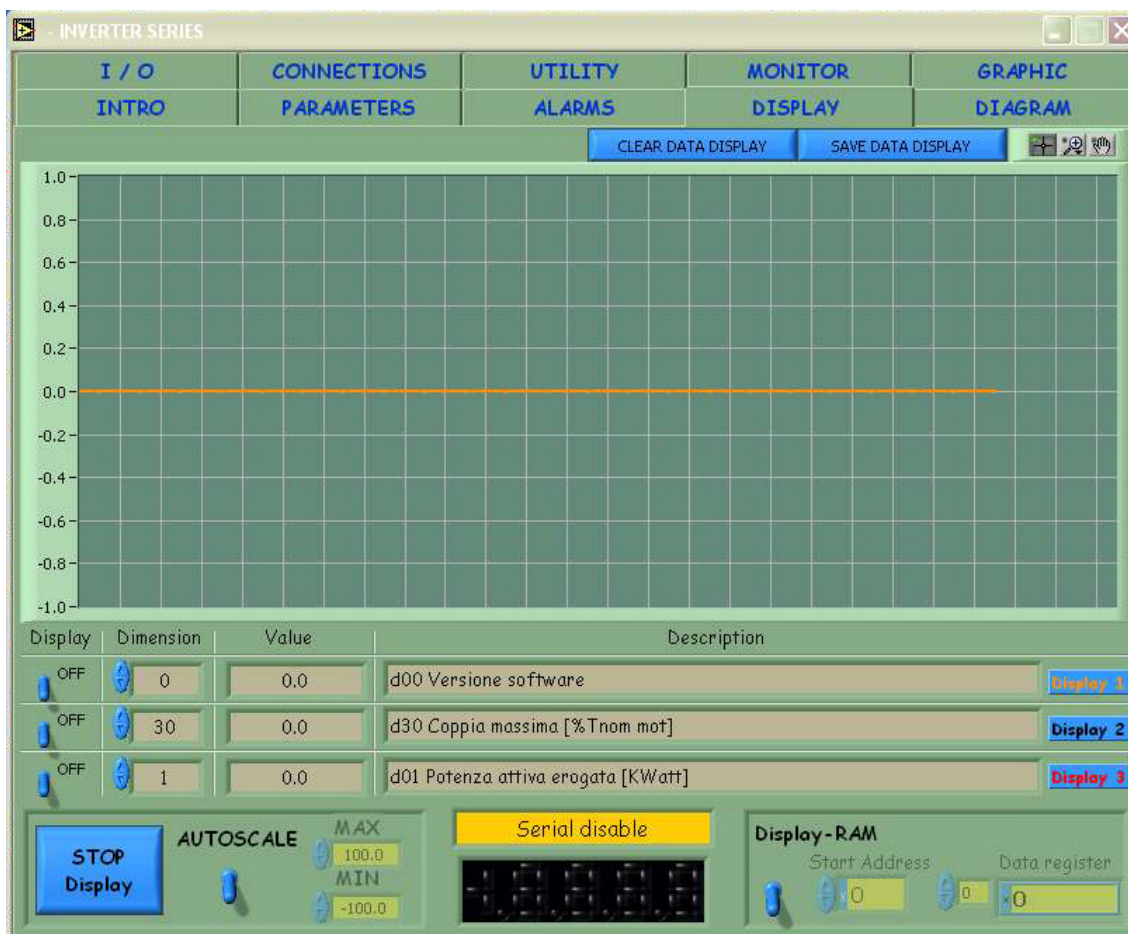 - INVERTER SERIES
I / O CONNECTIONS UTILITY MONITOR GRAPHIC
INTRO PARAMETERS ALARMS DISPLAY DIAGRAM
CLEAR DATA DISPLAY SAVE DATA DISPLAY
1.0
0.8
0.6
0.4
0.2
0.0
-0.2
-0.4
-0.6
-0.8
-1.0
Display Dimension Value Description
OFF 0 0.0 d00 Versione software Display 1
OFF 30 0.0 d30 Coppia massima [%Tnom mot] Display 2
OFF 1 0.0 d01 Potenza attiva erogata [KWatt] Display 3
STOP Display
AUTOSCALE
MAX
100.0
MIN
-100.0
Serial disable
Display-RAM
Start Address Data register
x0 0 x0